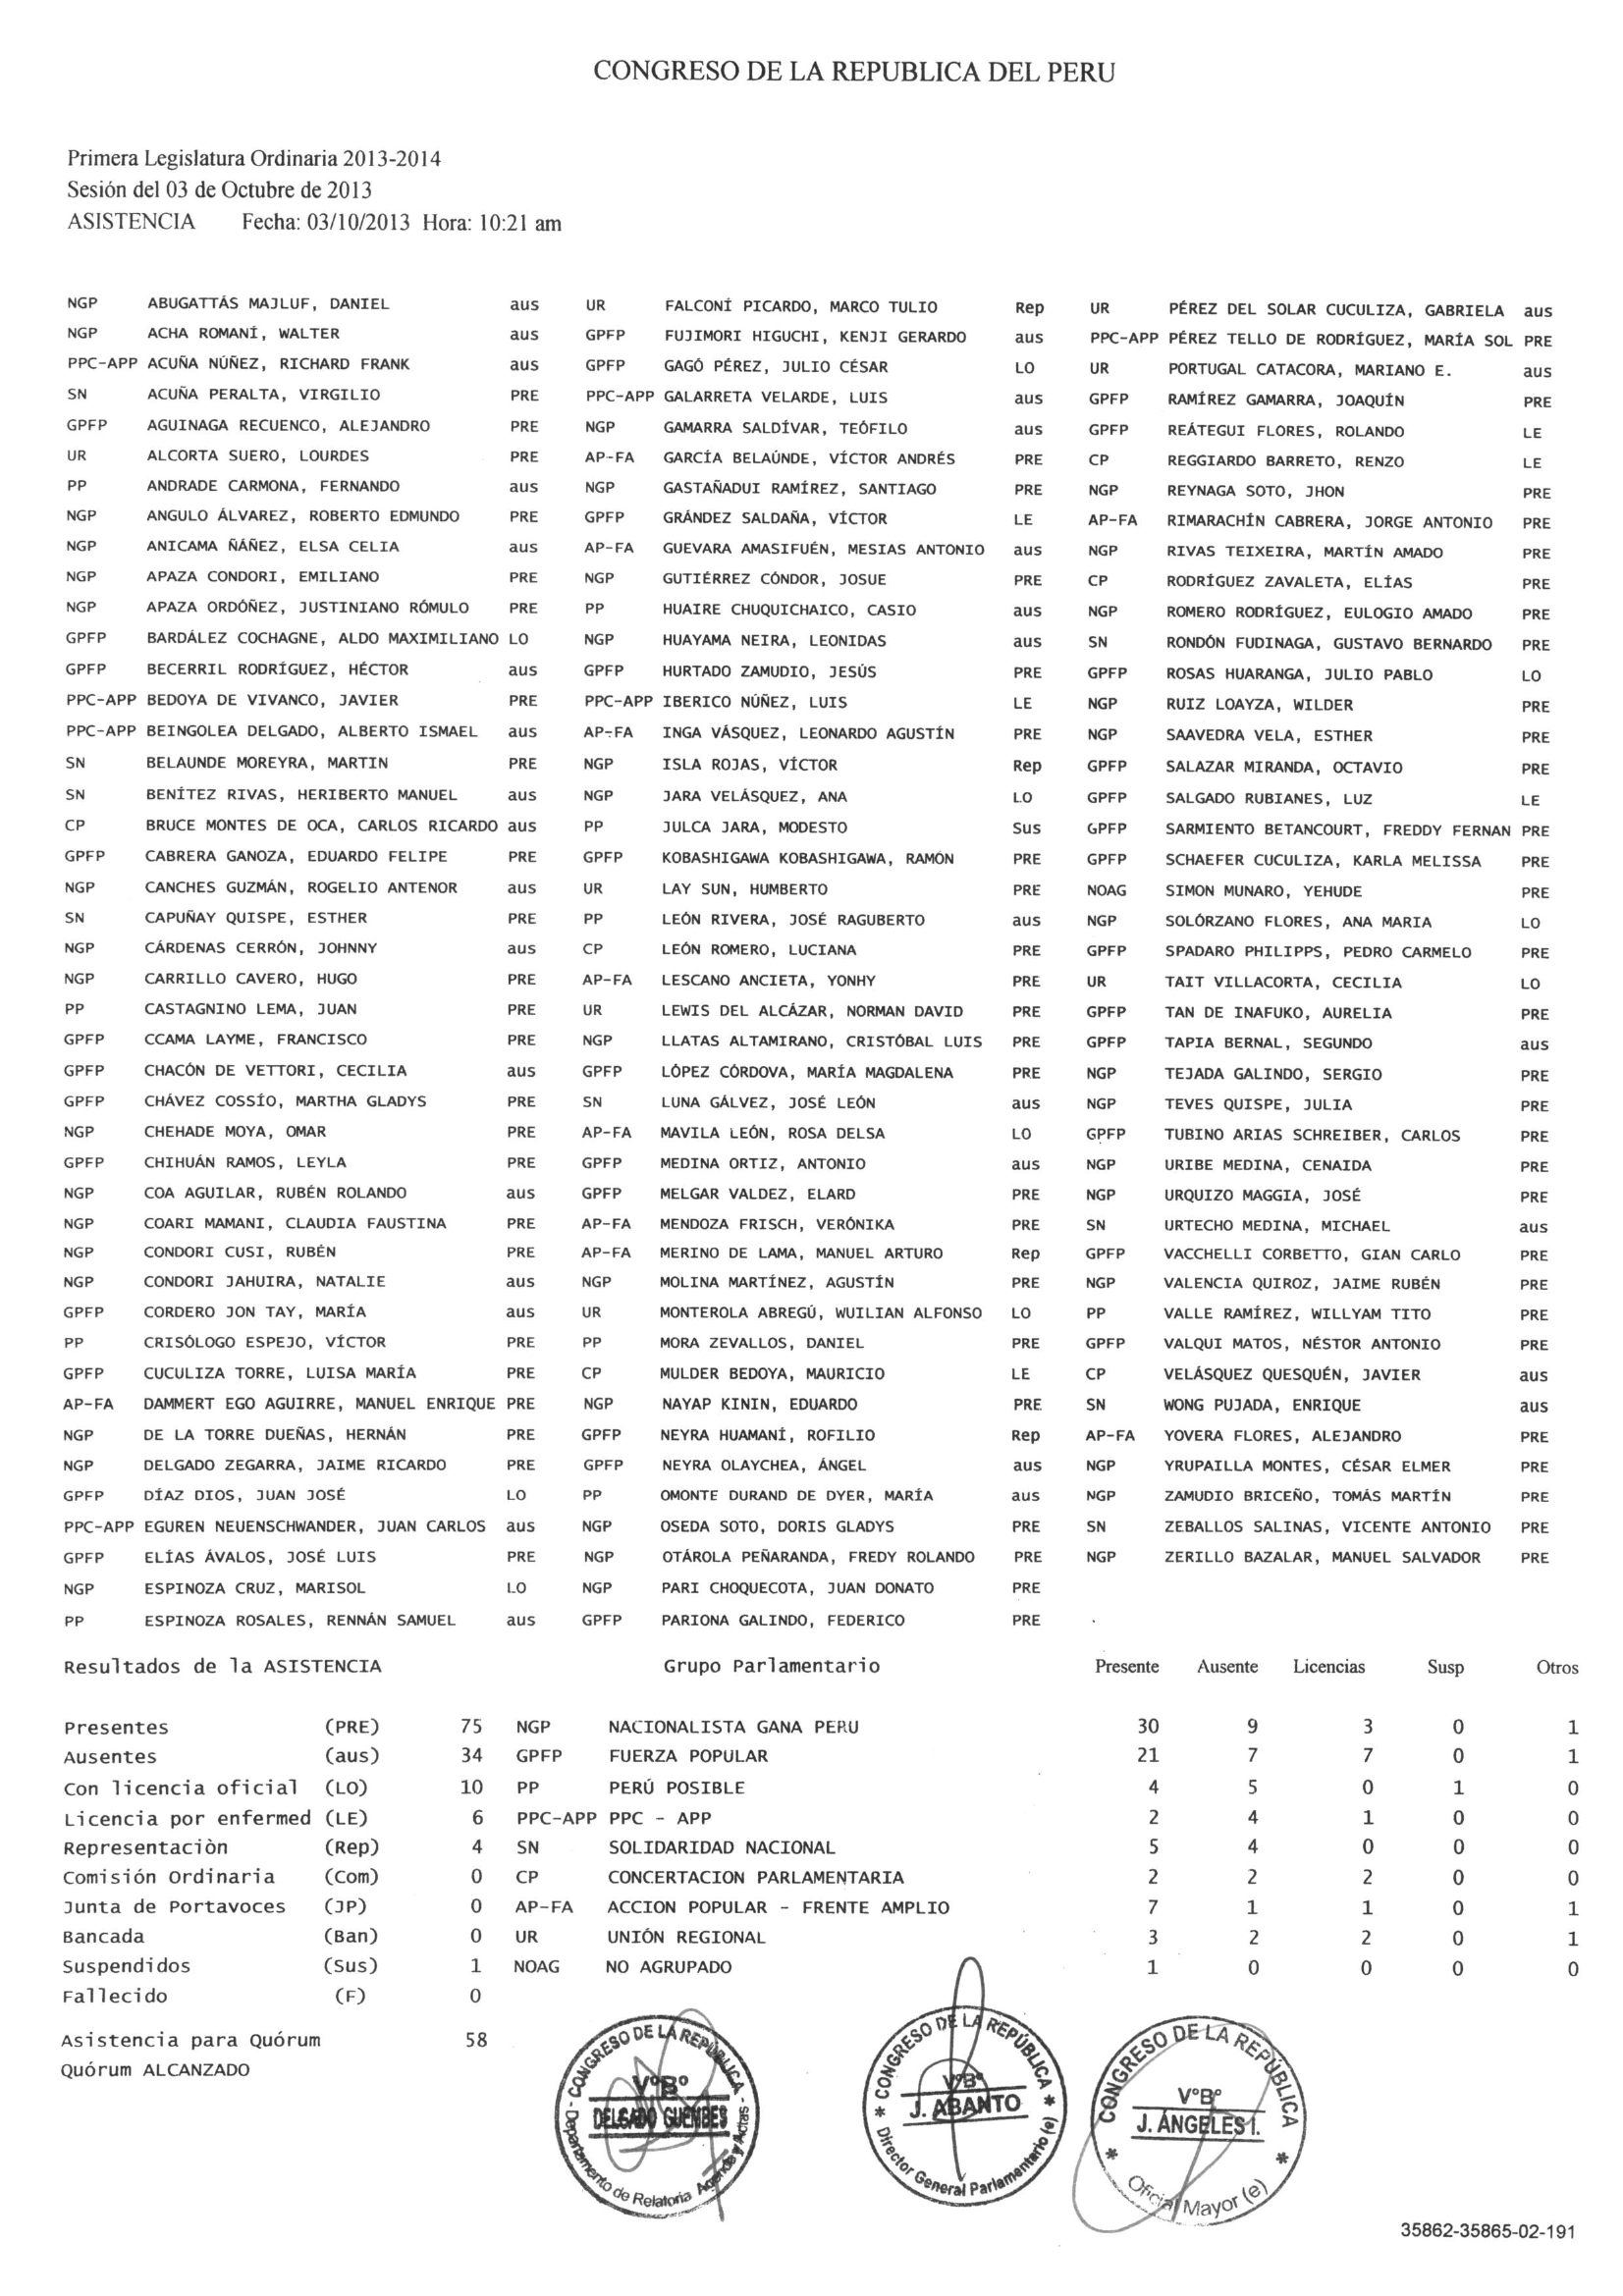 CONGRESO DE LA REPUBLICA DEL PERU
Primera Legislatura Ordinaria 2013-2014
Sesión del 03 de Octubre de 2013
ASISTENCIA Fecha: 03/10/2013 Hora: 10:21 am
NGP ABUGATTÁS MAJLUF, DANIEL aus
NGP ACHA ROMANÍ, WALTER aus
PPC-APP ACUÑA NÚÑEZ, RICHARD FRANK aus
SN ACUÑA PERALTA, VIRGILIO PRE
GPFP AGUINAGA RECUENCO, ALEJANDRO PRE
UR ALCORTA SUERO, LOURDES PRE
PP ANDRADE CARMONA, FERNANDO aus
NGP ANGULO ÁLVAREZ, ROBERTO EDMUNDO PRE
NGP ANICAMA ÑÁÑEZ, ELSA CELIA aus
NGP APAZA CONDORI, EMILIANO PRE
NGP APAZA ORDÓÑEZ, JUSTINIANO RÓMULO PRE
GPFP BARDÁLEZ COCHAGNE, ALDO MAXIMILIANO LO
GPFP BECERRIL RODRÍGUEZ, HÉCTOR aus
PPC-APP BEDOYA DE VIVANCO, JAVIER PRE
PPC-APP BEINGOLEA DELGADO, ALBERTO ISMAEL aus
SN BELAUNDE MOREYRA, MARTIN PRE
SN BENÍTEZ RIVAS, HERIBERTO MANUEL aus
CP BRUCE MONTES DE OCA, CARLOS RICARDO aus
GPFP CABRERA GANOZA, EDUARDO FELIPE PRE
NGP CANCHES GUZMÁN, ROGELIO ANTENOR aus
SN CAPUÑAY QUISPE, ESTHER PRE
NGP CÁRDENAS CERRÓN, JOHNNY aus
NGP CARRILLO CAVERO, HUGO PRE
PP CASTAGNINO LEMA, JUAN PRE
GPFP CCAMA LAYME, FRANCISCO PRE
GPFP CHACÓN DE VETTORI, CECILIA aus
GPFP CHÁVEZ COSSÍO, MARTHA GLADYS PRE
NGP CHEHADE MOYA, OMAR PRE
GPFP CHIHUÁN RAMOS, LEYLA PRE
NGP COA AGUILAR, RUBÉN ROLANDO aus
NGP COARI MAMANI, CLAUDIA FAUSTINA PRE
NGP CONDORI CUSI, RUBÉN PRE
NGP CONDORI JAHUIRA, NATALIE aus
GPFP CORDERO JON TAY, MARÍA aus
PP CRISÓLOGO ESPEJO, VÍCTOR PRE
GPFP CUCULIZA TORRE, LUISA MARÍA PRE
AP-FA DAMMERT EGO AGUIRRE, MANUEL ENRIQUE PRE
NGP DE LA TORRE DUEÑAS, HERNÁN PRE
NGP DELGADO ZEGARRA, JAIME RICARDO PRE
GPFP DÍAZ DIOS, JUAN JOSÉ LO
PPC-APP EGUREN NEUENSCHWANDER, JUAN CARLOS aus
GPFP ELÍAS ÁVALOS, JOSÉ LUIS PRE
NGP ESPINOZA CRUZ, MARISOL LO
PP ESPINOZA ROSALES, RENNÁN SAMUEL aus
UR FALCONÍ PICARDO, MARCO TULIO Rep
GPFP FUJIMORI HIGUCHI, KENJI GERARDO aus
GPFP GAGÓ PÉREZ, JULIO CÉSAR LO
PPC-APP GALARRETA VELARDE, LUIS aus
NGP GAMARRA SALDÍVAR, TEÓFILO aus
AP-FA GARCÍA BELAÚNDE, VÍCTOR ANDRÉS PRE
NGP GASTAÑADUI RAMÍREZ, SANTIAGO PRE
GPFP GRÁNDEZ SALDAÑA, VÍCTOR LE
AP-FA GUEVARA AMASIFUÉN, MESIAS ANTONIO aus
NGP GUTIÉRREZ CÓNDOR, JOSUE PRE
PP HUAIRE CHUQUICHAICO, CASIO aus
NGP HUAYAMA NEIRA, LEONIDAS aus
GPFP HURTADO ZAMUDIO, JESÚS PRE
PPC-APP IBERICO NÚÑEZ, LUIS LE
AP-FA INGA VÁSQUEZ, LEONARDO AGUSTÍN PRE
NGP ISLA ROJAS, VÍCTOR Rep
NGP JARA VELÁSQUEZ, ANA LO
PP JULCA JARA, MODESTO Sus
GPFP KOBASHIGAWA KOBASHIGAWA, RAMÓN PRE
UR LAY SUN, HUMBERTO PRE
PP LEÓN RIVERA, JOSÉ RAGUBERTO aus
CP LEÓN ROMERO, LUCIANA PRE
AP-FA LESCANO ANCIETA, YONHY PRE
UR LEWIS DEL ALCÁZAR, NORMAN DAVID PRE
NGP LLATAS ALTAMIRANO, CRISTÓBAL LUIS PRE
GPFP LÓPEZ CÓRDOVA, MARÍA MAGDALENA PRE
SN LUNA GÁLVEZ, JOSÉ LEÓN aus
AP-FA MAVILA LEÓN, ROSA DELSA LO
GPFP MEDINA ORTIZ, ANTONIO aus
GPFP MELGAR VALDEZ, ELARD PRE
AP-FA MENDOZA FRISCH, VERÓNIKA PRE
AP-FA MERINO DE LAMA, MANUEL ARTURO Rep
NGP MOLINA MARTÍNEZ, AGUSTÍN PRE
UR MONTEROLA ABREGÚ, WUILIAN ALFONSO LO
PP MORA ZEVALLOS, DANIEL PRE
CP MULDER BEDOYA, MAURICIO LE
NGP NAYAP KININ, EDUARDO PRE
GPFP NEYRA HUAMANÍ, ROFILIO Rep
GPFP NEYRA OLAYCHEA, ÁNGEL aus
PP OMONTE DURAND DE DYER, MARÍA aus
NGP OSEDA SOTO, DORIS GLADYS PRE
NGP OTÁROLA PEÑARANDA, FREDY ROLANDO PRE
NGP PARI CHOQUECOTA, JUAN DONATO PRE
GPFP PARIONA GALINDO, FEDERICO PRE
UR PÉREZ DEL SOLAR CUCULIZA, GABRIELA aus
PPC-APP PÉREZ TELLO DE RODRÍGUEZ, MARÍA SOL PRE
UR PORTUGAL CATACORA, MARIANO E. aus
GPFP RAMÍREZ GAMARRA, JOAQUÍN PRE
GPFP REÁTEGUI FLORES, ROLANDO LE
CP REGGIARDO BARRETO, RENZO LE
NGP REYNAGA SOTO, JHON PRE
AP-FA RIMARACHÍN CABRERA, JORGE ANTONIO PRE
NGP RIVAS TEIXEIRA, MARTÍN AMADO PRE
CP RODRÍGUEZ ZAVALETA, ELÍAS PRE
NGP ROMERO RODRÍGUEZ, EULOGIO AMADO PRE
SN RONDÓN FUDINAGA, GUSTAVO BERNARDO PRE
GPFP ROSAS HUARANGA, JULIO PABLO LO
NGP RUIZ LOAYZA, WILDER PRE
NGP SAAVEDRA VELA, ESTHER PRE
GPFP SALAZAR MIRANDA, OCTAVIO PRE
GPFP SALGADO RUBIANES, LUZ LE
GPFP SARMIENTO BETANCOURT, FREDDY FERNAN PRE
GPFP SCHAEFER CUCULIZA, KARLA MELISSA PRE
NOAG SIMON MUNARO, YEHUDE PRE
NGP SOLÓRZANO FLORES, ANA MARIA LO
GPFP SPADARO PHILIPPS, PEDRO CARMELO PRE
UR TAIT VILLACORTA, CECILIA LO
GPFP TAN DE INAFUKO, AURELIA PRE
GPFP TAPIA BERNAL, SEGUNDO aus
NGP TEJADA GALINDO, SERGIO PRE
NGP TEVES QUISPE, JULIA PRE
GPFP TUBINO ARIAS SCHREIBER, CARLOS PRE
NGP URIBE MEDINA, CENAIDA PRE
NGP URQUIZO MAGGIA, JOSÉ PRE
SN URTECHO MEDINA, MICHAEL aus
GPFP VACCHELLI CORBETTO, GIAN CARLO PRE
NGP VALENCIA QUIROZ, JAIME RUBÉN PRE
PP VALLE RAMÍREZ, WILLYAM TITO PRE
GPFP VALQUI MATOS, NÉSTOR ANTONIO PRE
CP VELÁSQUEZ QUESQUÉN, JAVIER aus
SN WONG PUJADA, ENRIQUE aus
AP-FA YOVERA FLORES, ALEJANDRO PRE
NGP YRUPAILLA MONTES, CÉSAR ELMER PRE
NGP ZAMUDIO BRICEÑO, TOMÁS MARTÍN PRE
SN ZEBALLOS SALINAS, VICENTE ANTONIO PRE
NGP ZERILLO BAZALAR, MANUEL SALVADOR PRE
Resultados de la ASISTENCIA
Presentes (PRE) 75
Ausentes (aus) 34
Con licencia oficial (LO) 10
Licencia por enfermed (LE) 6
Representaciòn (Rep) 4
Comisión Ordinaria (Com) 0
Junta de Portavoces (JP) 0
Bancada (Ban) 0
Suspendidos (Sus) 1
Fallecido (F) 0
Asistencia para Quórum 58
Quórum ALCANZADO
Grupo Parlamentario Presente Ausente Licencias Susp Otros
NGP NACIONALISTA GANA PERU 30 9 3 0 1
GPFP FUERZA POPULAR 21 7 7 0 1
PP PERÚ POSIBLE 4 5 0 1 0
PPC-APP PPC - APP 2 4 1 0 0
SN SOLIDARIDAD NACIONAL 5 4 0 0 0
CP CONCERTACION PARLAMENTARIA 2 2 2 0 0
AP-FA ACCION POPULAR - FRENTE AMPLIO 7 1 1 0 1
UR UNIÓN REGIONAL 3 2 2 0 1
NOAG NO AGRUPADO 1 0 0 0 0
CONGRESO DE LA REPÚBLICA
V°B°
DELGADO GUEMBES
Departamento de Relatoria Agenda y Actas
CONGRESO DE LA REPÚBLICA
V°B°
J. ABANTO
Director General Parlamentario (e)
CONGRESO DE LA REPÚBLICA
V°B°
J. ÁNGELES I.
Oficial Mayor (e)
35862-35865-02-191